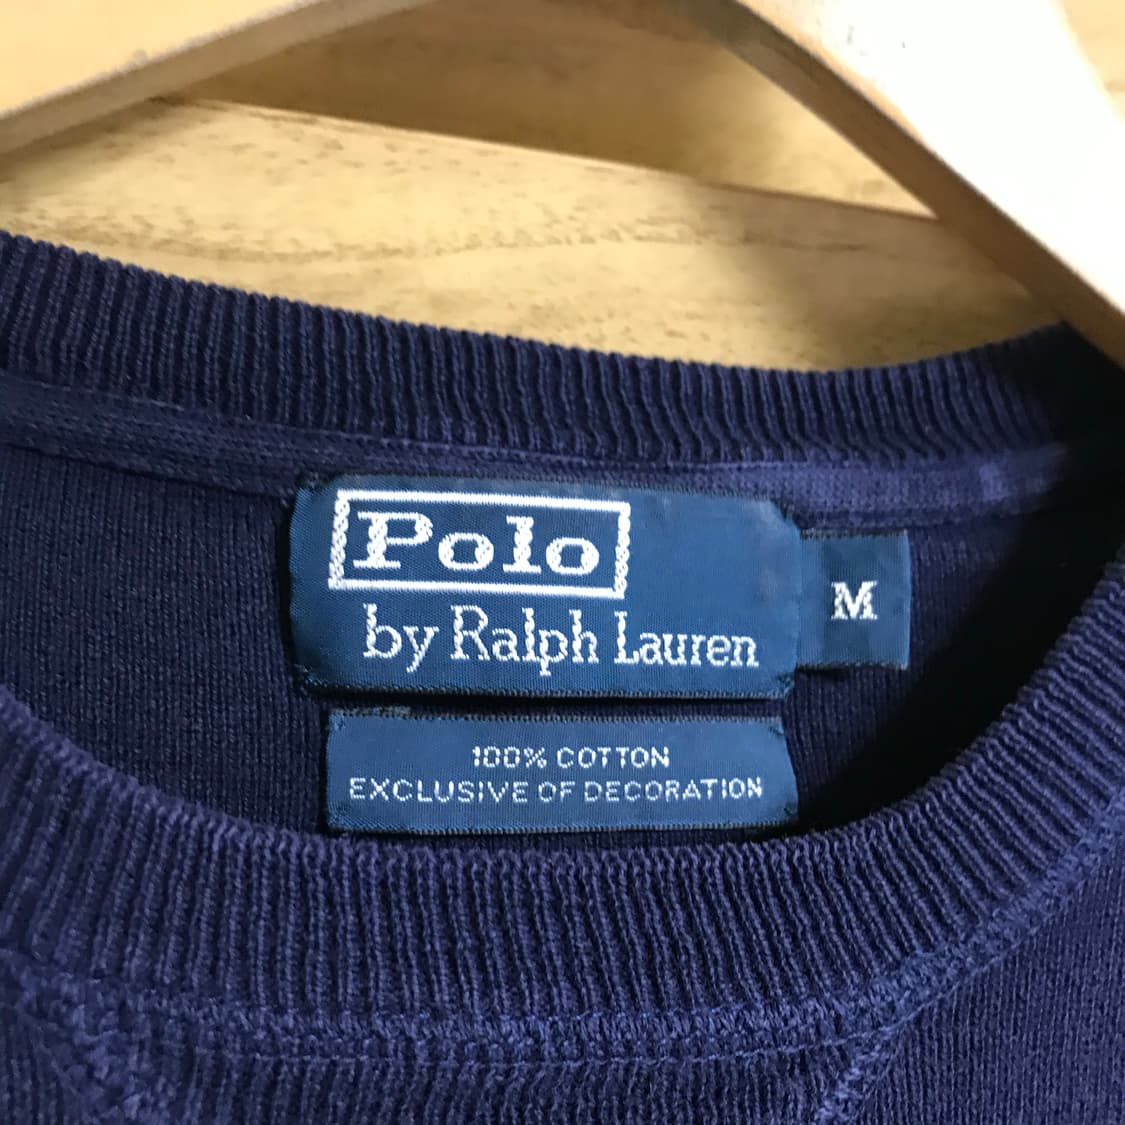 Polo
by Ralph Lauren
M
100% COTTON
EXCLUSIVE OF DECORATION